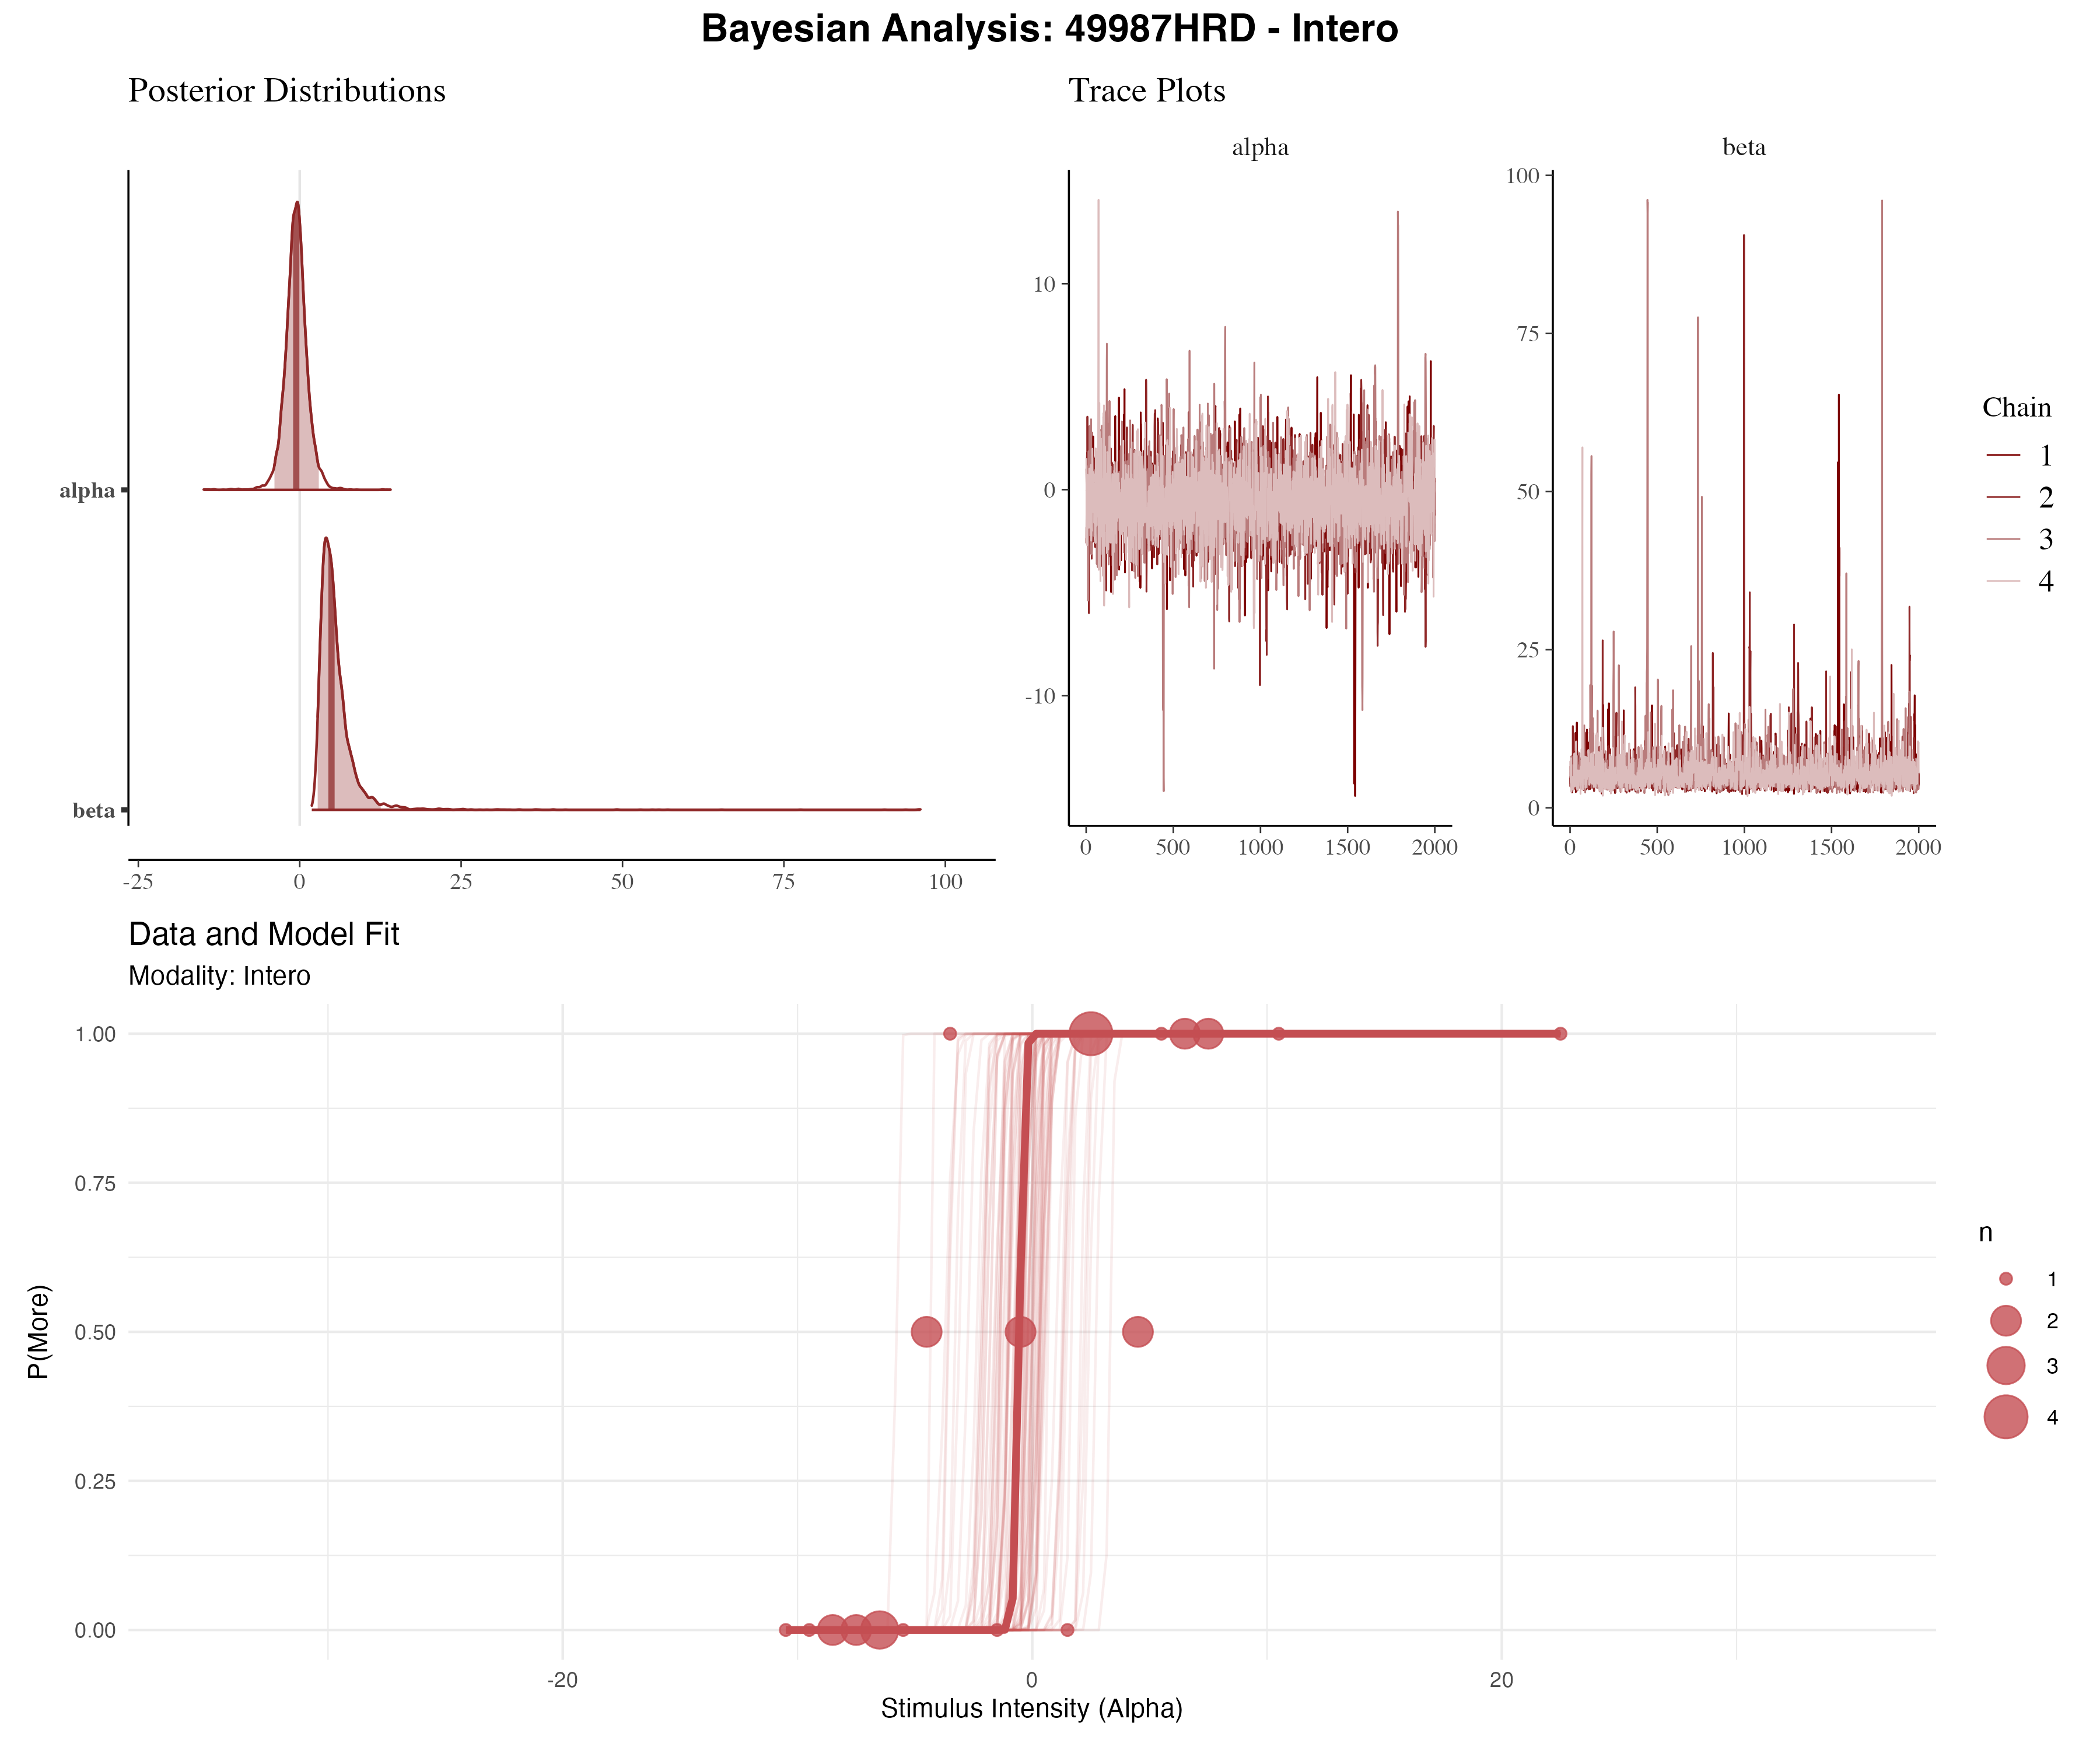 Bayesian Analysis: 49987HRD - Intero
Posterior Distributions
alpha
beta
-25 0 25 50 75 100
Trace Plots
alpha
10
0
-10
0 500 1000 1500 2000
beta
100
75
50
25
0
0 500 1000 1500 2000
Chain
1
2
3
4
Data and Model Fit
Modality: Intero
P(More)
1.00
0.75
0.50
0.25
0.00
-20 0 20
Stimulus Intensity (Alpha)
n
1
2
3
4